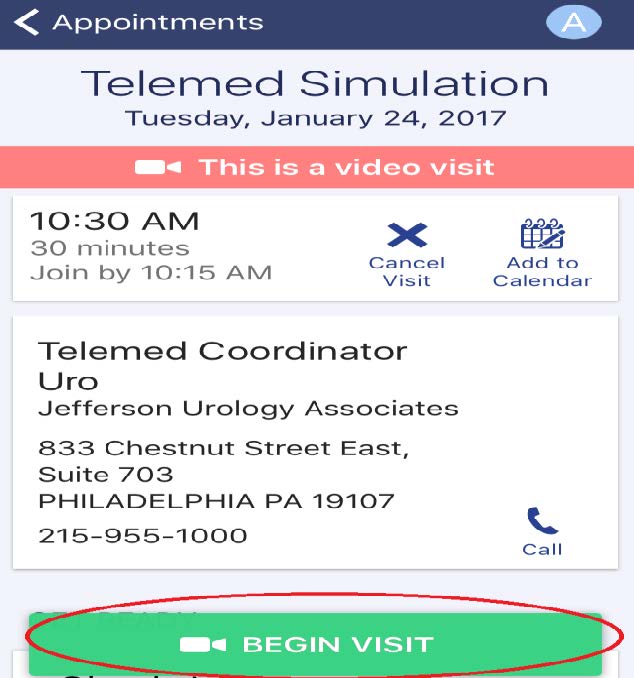 Appointments
A
Telemed Simulation
Tuesday, January 24, 2017
This is a video visit
10:30 AM
30 minutes
Join by 10:15 AM
Cancel
Visit
Add to
Calendar
Telemed Coordinator
Uro
Jefferson Urology Associates
833 Chestnut Street East,
Suite 703
PHILADELPHIA PA 19107
215-955-1000
Call
GET READY
BEGIN VISIT